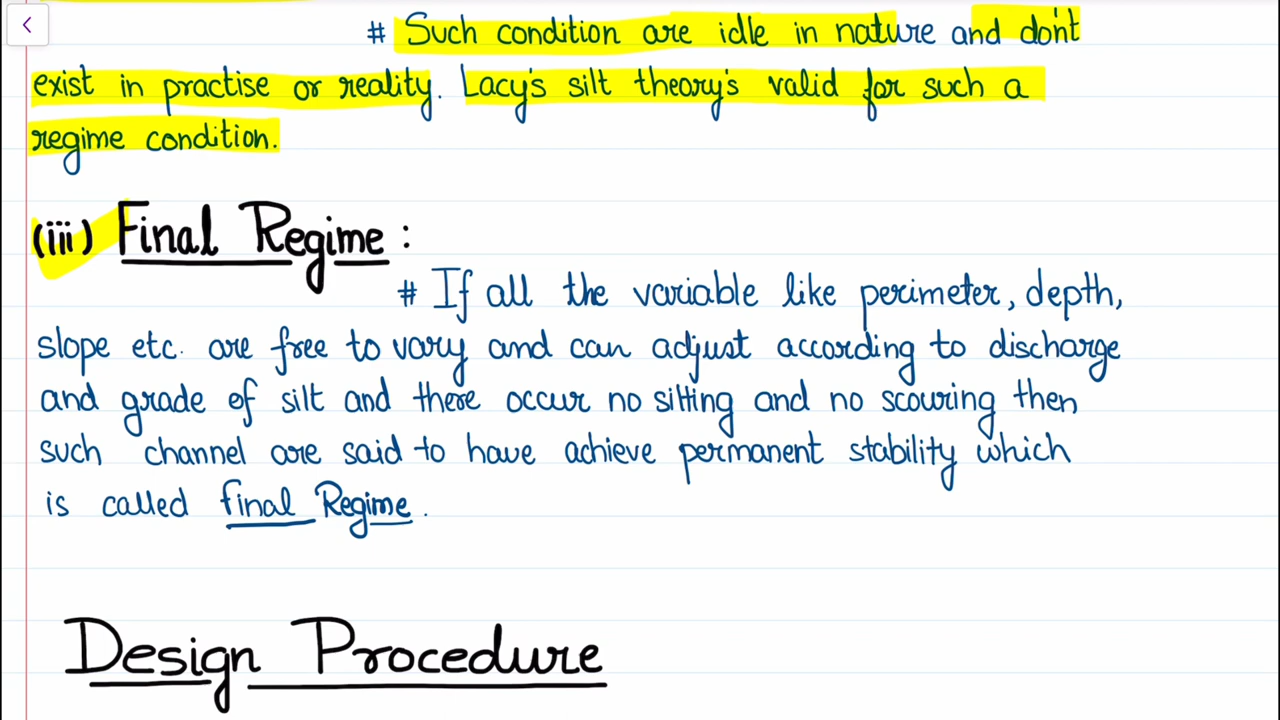 # Such condition are idle in nature and don't
exist in practise or reality. Lacy's silt theory's valid for such a
regime condition.
(iii) Final Regime :
# If all the variable like perimeter, depth,
slope etc. are free to vary and can adjust according to discharge
and grade of silt and there occur no silting and no scouring then
such channel are said to have achieve permanent stability which
is called final Regime.
Design Procedure